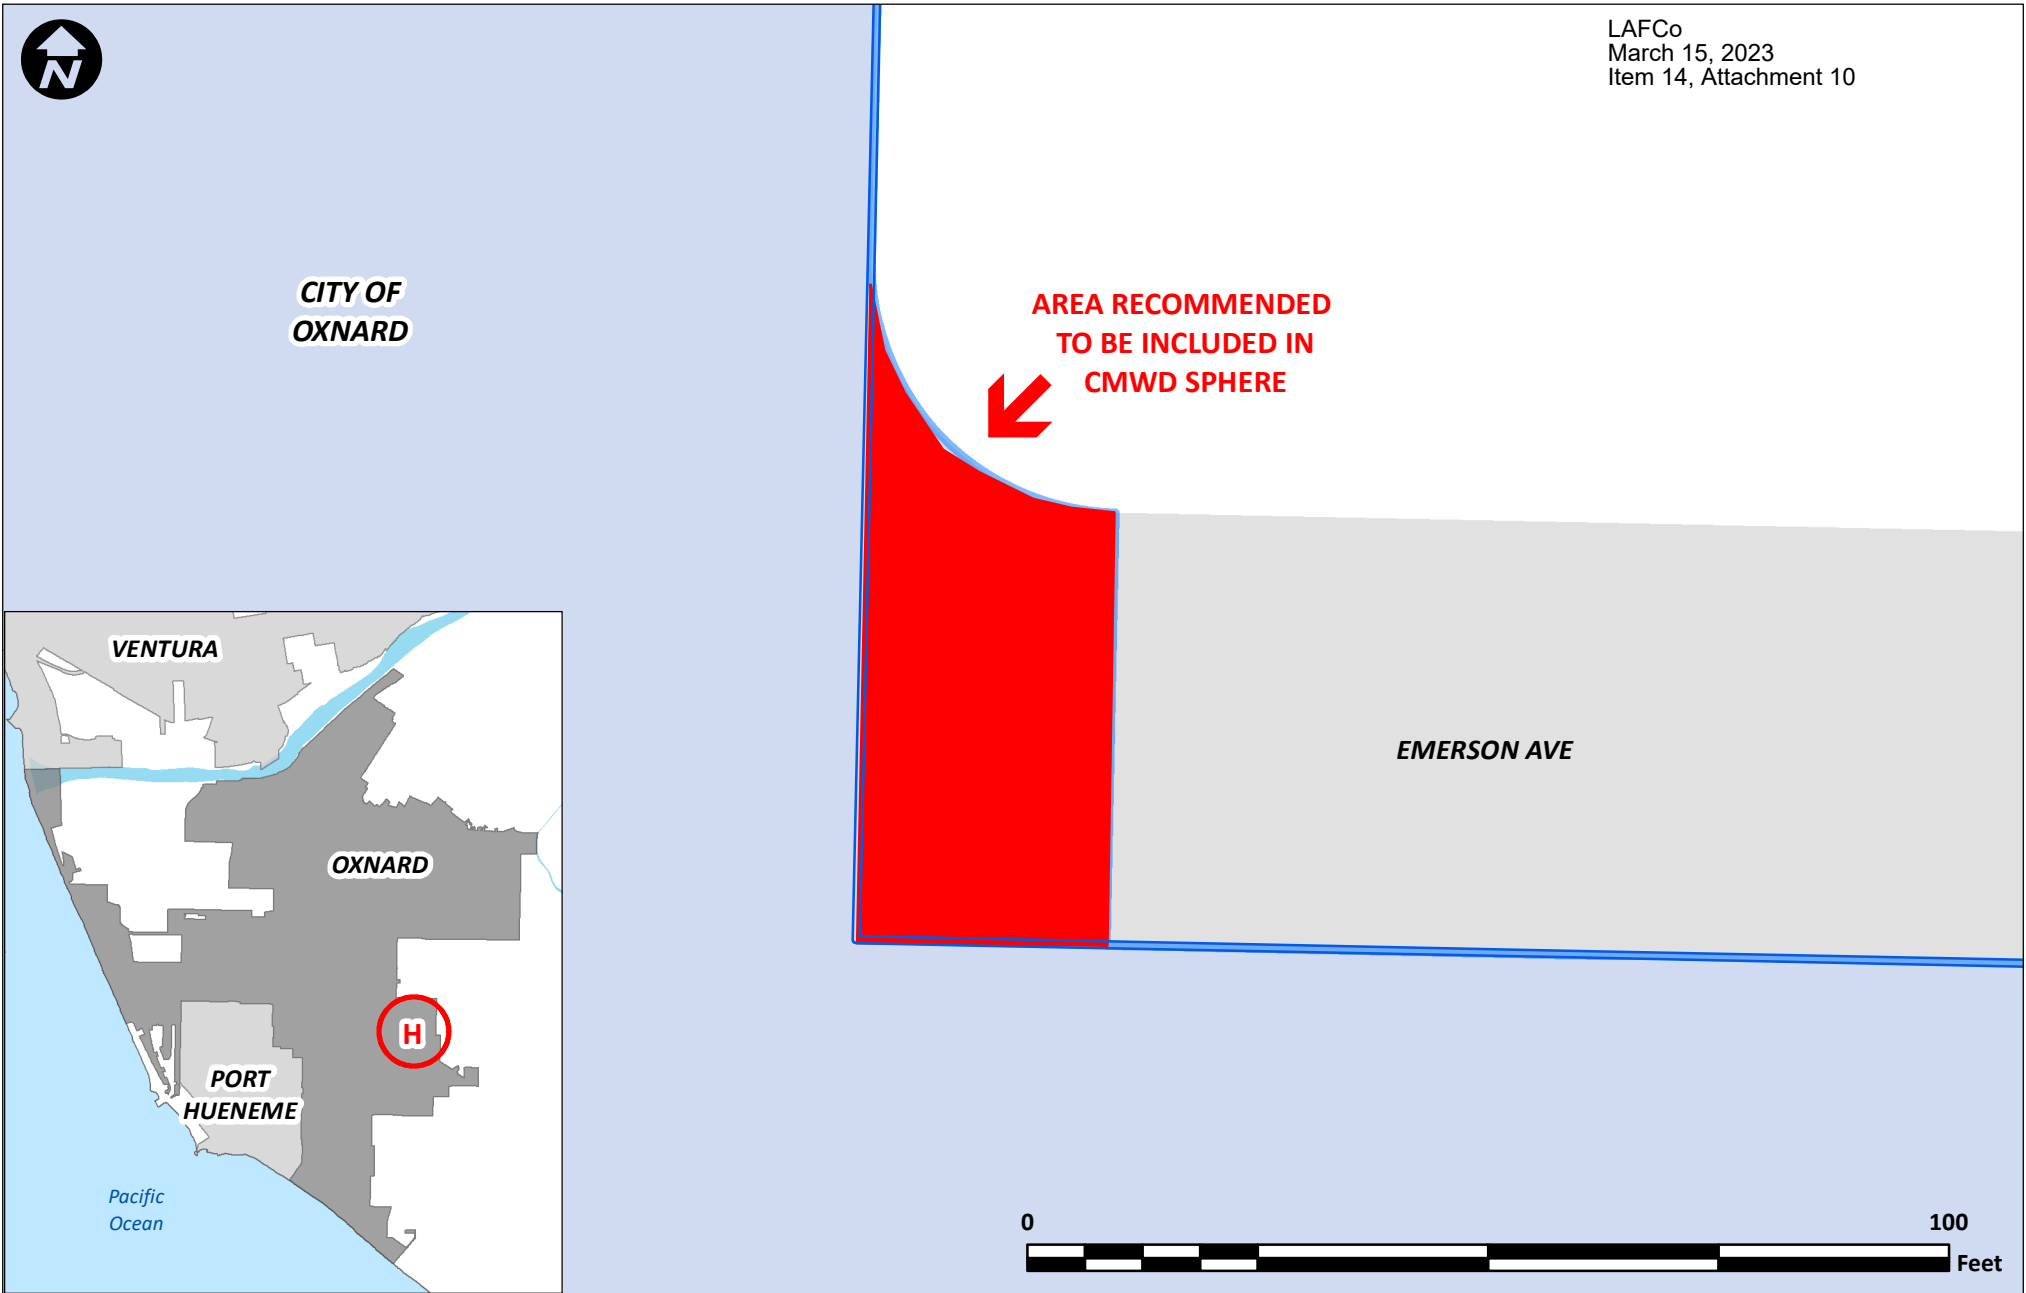 N
LAFCo
March 15, 2023
Item 14, Attachment 10
CITY OF
OXNARD
AREA RECOMMENDED
TO BE INCLUDED IN
CMWD SPHERE
EMERSON AVE
VENTURA
OXNARD
H
PORT
HUENEME
Pacific
Ocean
0 100
Feet